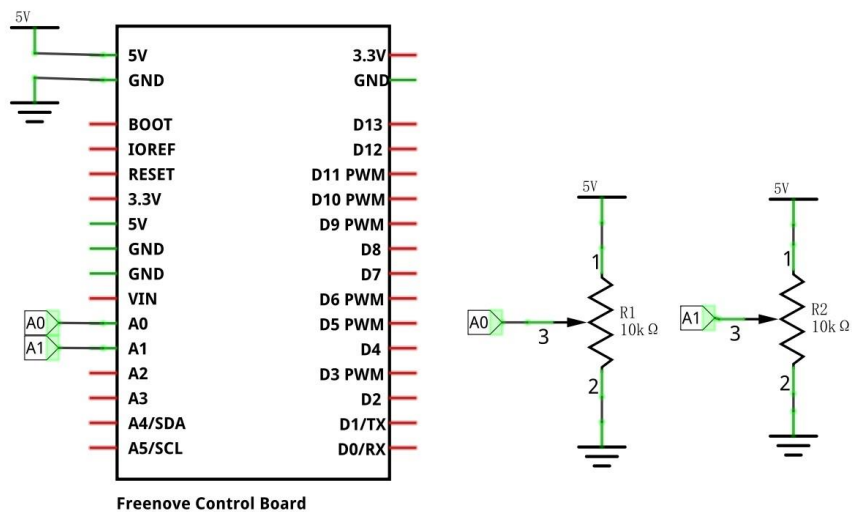 5V
5V
GND
BOOT
IOREF
RESET
3.3V
5V
GND
GND
VIN
A0
A1
A2
A3
A4/SDA
A5/SCL
3.3V
GND
D13
D12
D11 PWM
D10 PWM
D9 PWM
D8
D7
D6 PWM
D5 PWM
D4
D3 PWM
D2
D1/TX
D0/RX
A0
A1
Freenove Control Board
5V
1
A0
3
R1
10kΩ
2
5V
1
A1
3
R2
10kΩ
2